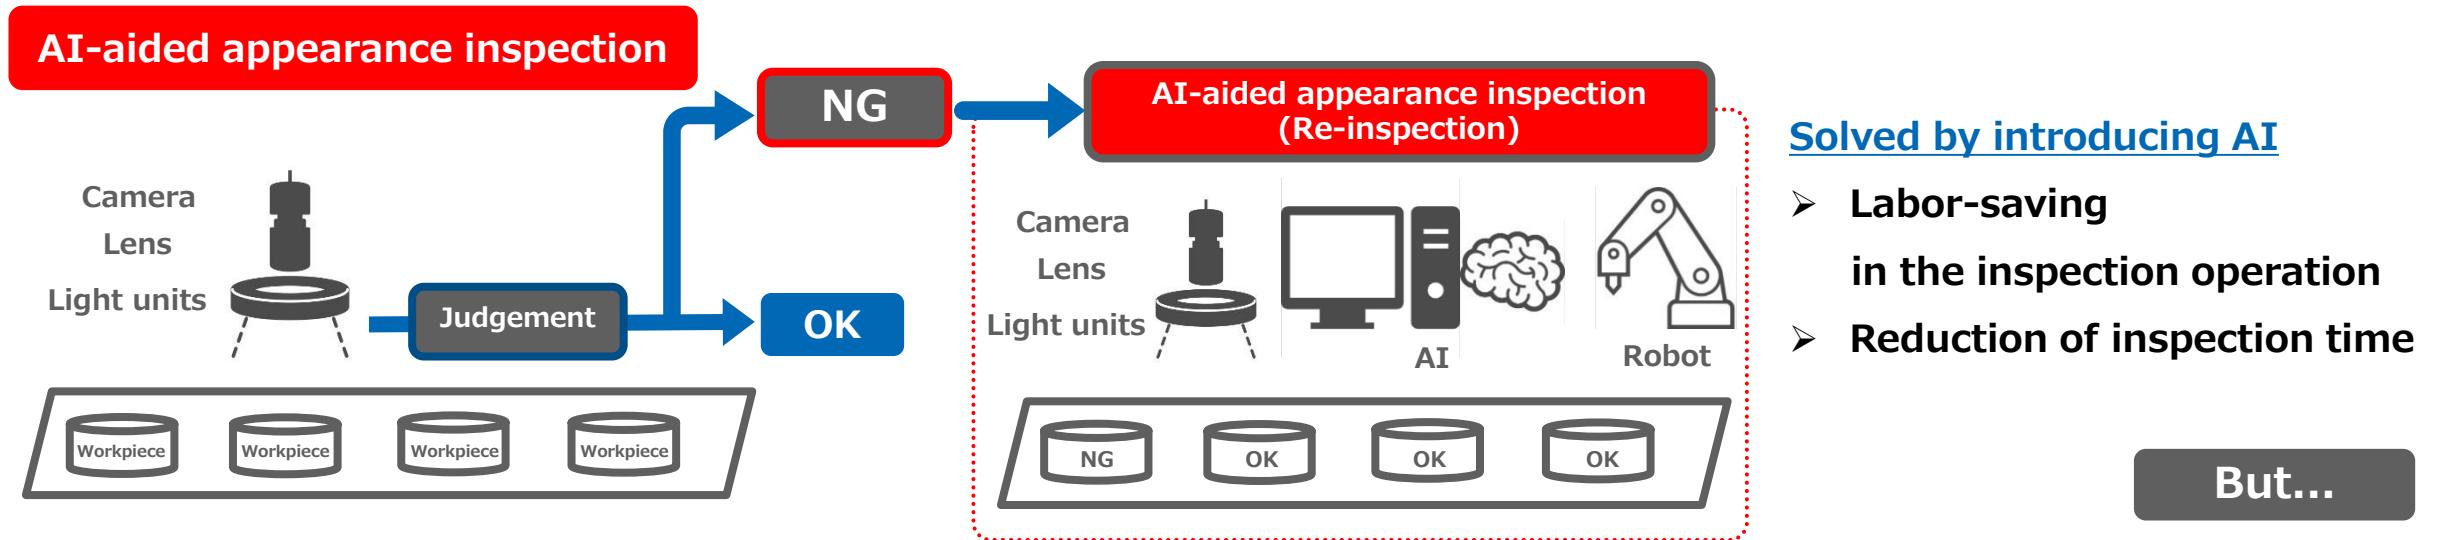 AI-aided appearance inspection
NG
AI-aided appearance inspection
(Re-inspection)
Camera
Lens
Light units
Judgement
OK
Workpiece
Workpiece
Workpiece
Workpiece
Camera
Lens
Light units
AI
Robot
NG
OK
OK
OK
Solved by introducing AI
➢ Labor-saving
in the inspection operation
➢ Reduction of inspection time
But...